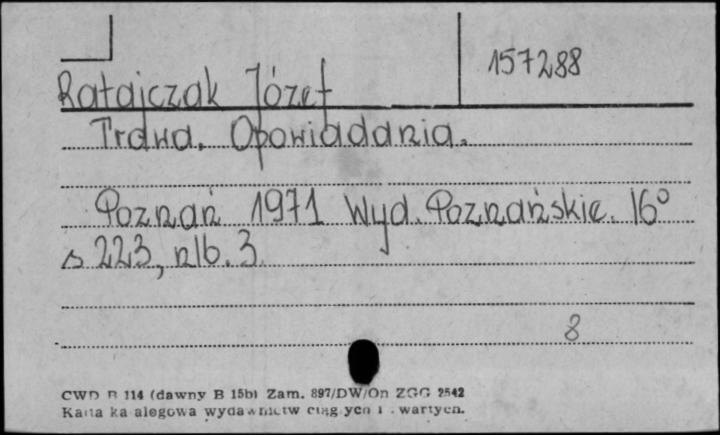 157288
Ratajczak Józef
Trawa. Opowiadania.
Poznań 1971 Wyd. Poznańskie. 16°
s 223, nlb. 3
8
CWD B 114 (dawny B 15b) Zam. 897/DW/On ZGG 2542
Karta katalogowa wydawnictw ciągłych i zwartych.